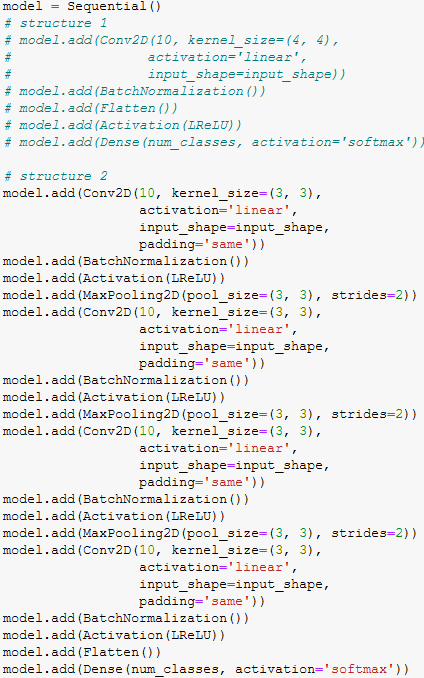 model = Sequential()
# structure 1
# model.add(Conv2D(10, kernel_size=(4, 4),
#                  activation='linear',
#                  input_shape=input_shape))
# model.add(BatchNormalization())
# model.add(Flatten())
# model.add(Activation(LReLU))
# model.add(Dense(num_classes, activation='softmax'))

# structure 2
model.add(Conv2D(10, kernel_size=(3, 3),
                 activation='linear',
                 input_shape=input_shape,
                 padding='same'))
model.add(BatchNormalization())
model.add(Activation(LReLU))
model.add(MaxPooling2D(pool_size=(3, 3), strides=2))
model.add(Conv2D(10, kernel_size=(3, 3),
                 activation='linear',
                 input_shape=input_shape,
                 padding='same'))
model.add(BatchNormalization())
model.add(Activation(LReLU))
model.add(MaxPooling2D(pool_size=(3, 3), strides=2))
model.add(Conv2D(10, kernel_size=(3, 3),
                 activation='linear',
                 input_shape=input_shape,
                 padding='same'))
model.add(BatchNormalization())
model.add(Activation(LReLU))
model.add(MaxPooling2D(pool_size=(3, 3), strides=2))
model.add(Conv2D(10, kernel_size=(3, 3),
                 activation='linear',
                 input_shape=input_shape,
                 padding='same'))
model.add(BatchNormalization())
model.add(Activation(LReLU))
model.add(Flatten())
model.add(Dense(num_classes, activation='softmax'))